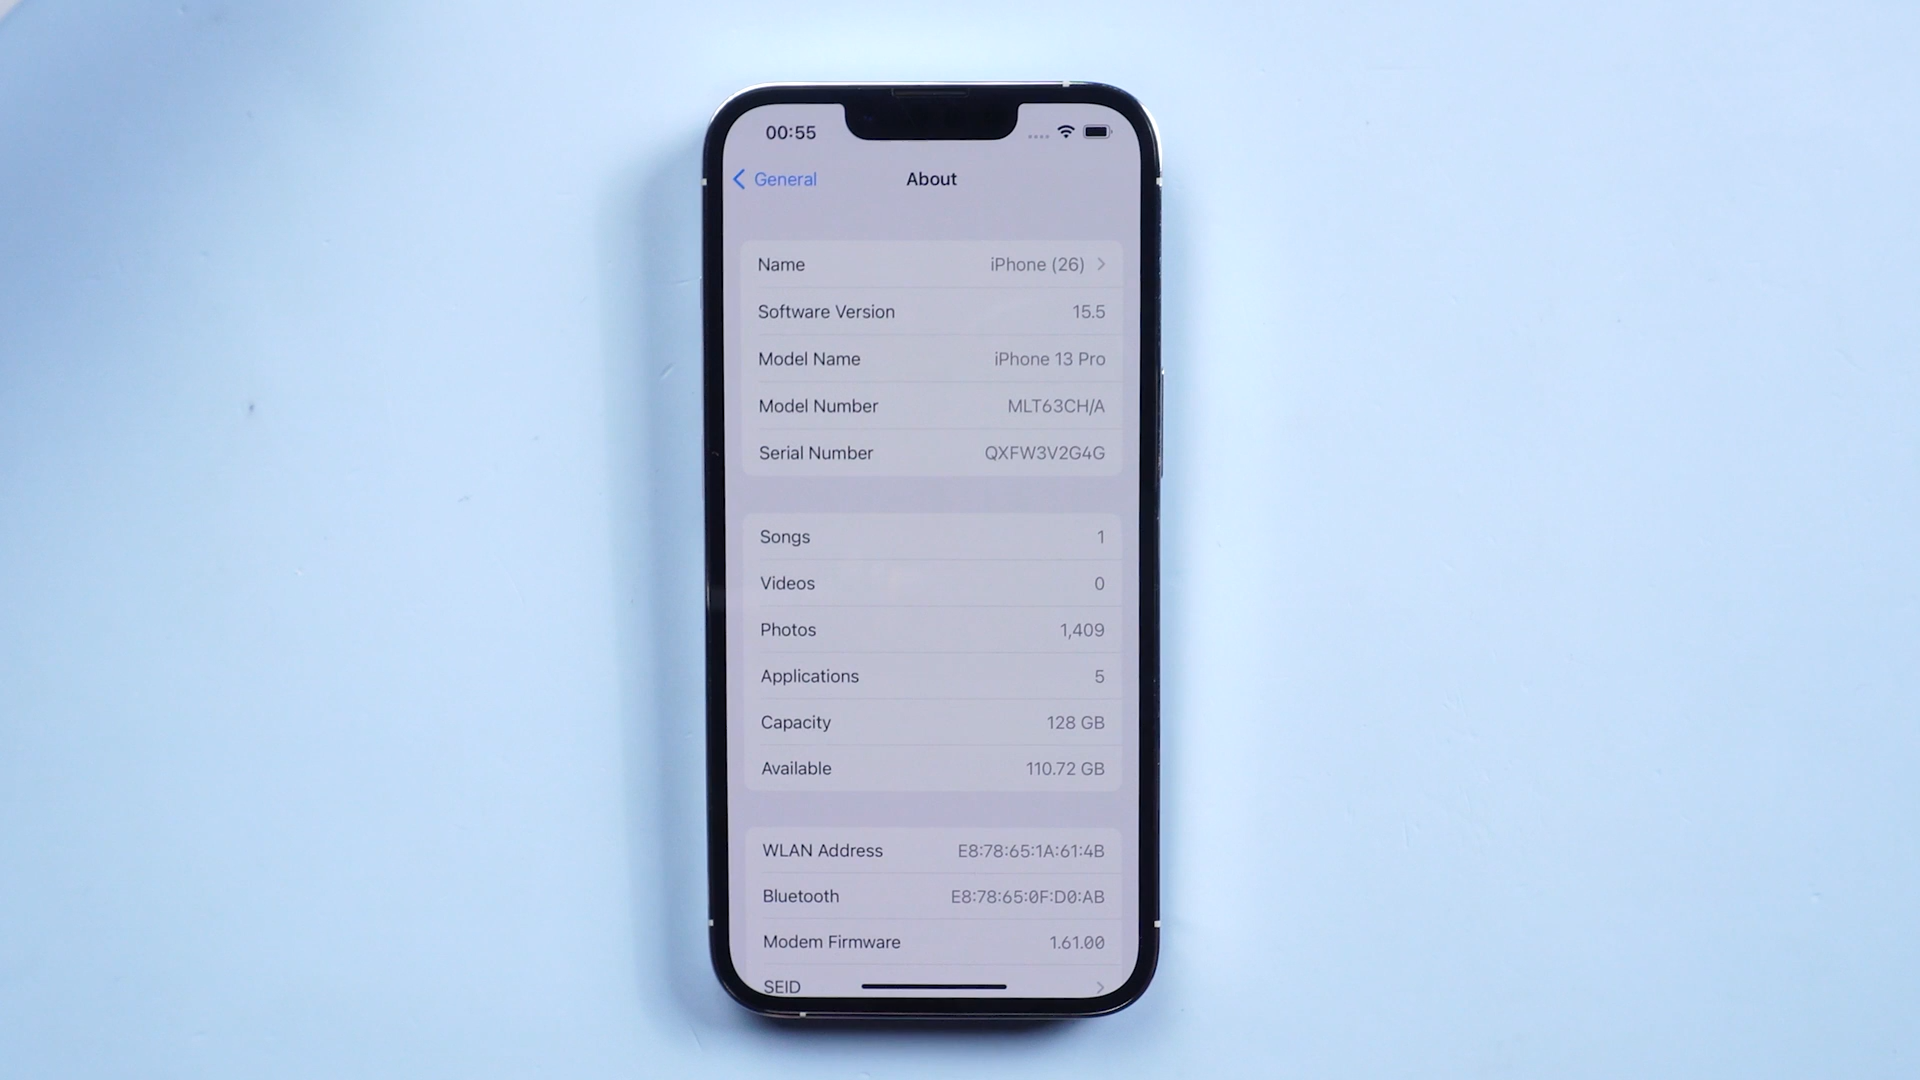 00:55
General About
Name iPhone (26)
Software Version 15.5
Model Name iPhone 13 Pro
Model Number MLT63CH/A
Serial Number QXFW3V2G4G
Songs 1
Videos 0
Photos 1,409
Applications 5
Capacity 128 GB
Available 110.72 GB
WLAN Address E8:78:65:1A:61:4B
Bluetooth E8:78:65:0F:D0:AB
Modem Firmware 1.61.00
SEID